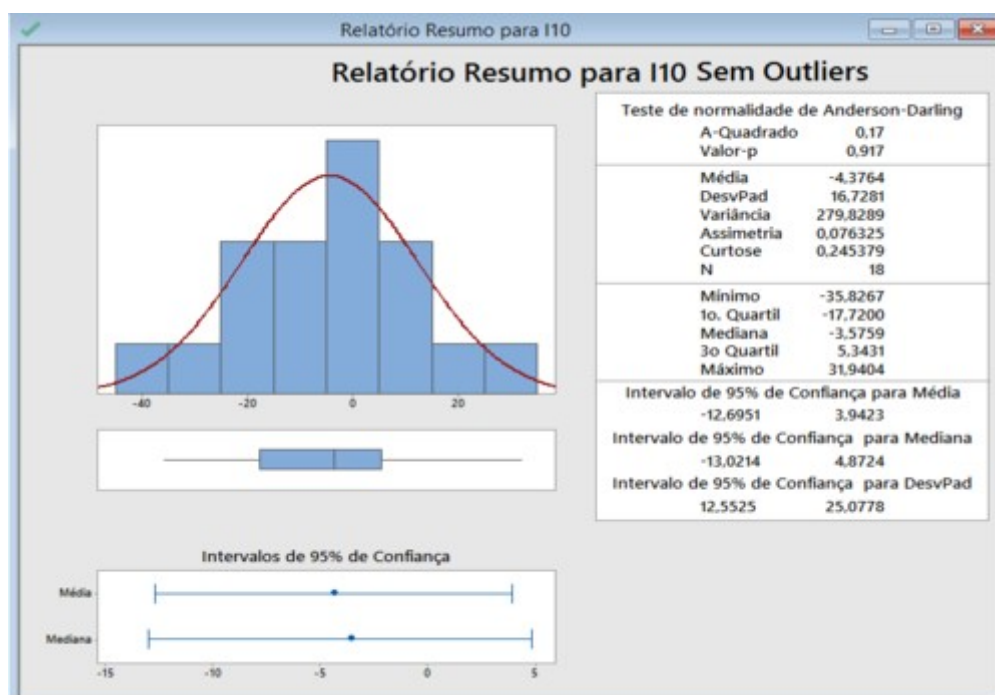 Relatório Resumo para I10
Relatório Resumo para I10 Sem Outliers
Teste de normalidade de Anderson-Darling
A-Quadrado 0,17
Valor-p 0,917
Média -4,3764
DesvPad 16,7281
Variância 279,8289
Assimetria 0,076325
Curtose 0,245379
N 18
Mínimo -35,8267
1o. Quartil -17,7200
Mediana -3,5759
3o Quartil 5,3431
Máximo 31,9404
Intervalo de 95% de Confiança para Média
-12,6951 3,9423
Intervalo de 95% de Confiança para Mediana
-13,0214 4,8724
Intervalo de 95% de Confiança para DesvPad
12,5525 25,0778
-40 -20 0 20
Intervalos de 95% de Confiança
Média
Mediana
-15 -10 -5 0 5